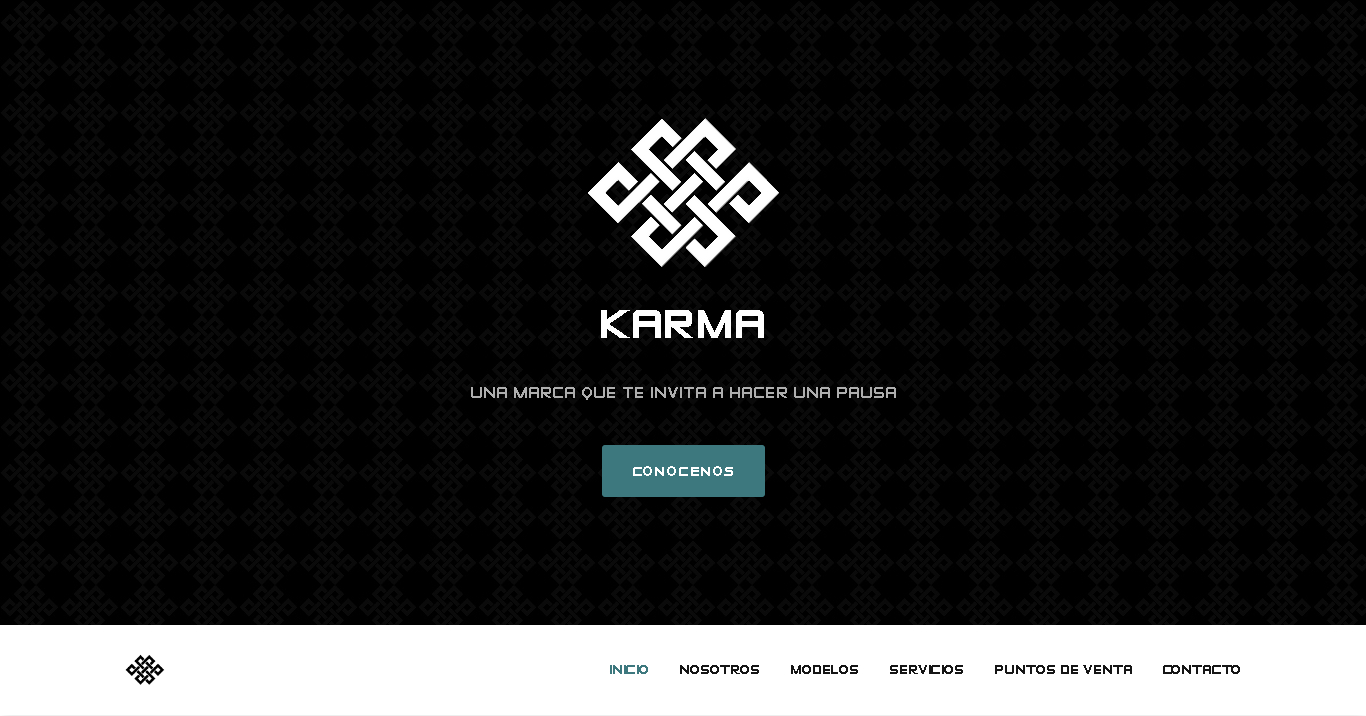 KARMA
UNA MARCA QUE TE INVITA A HACER UNA PAUSA
CONOCENOS
INICIO NOSOTROS MODELOS SERVICIOS PUNTOS DE VENTA CONTACTO